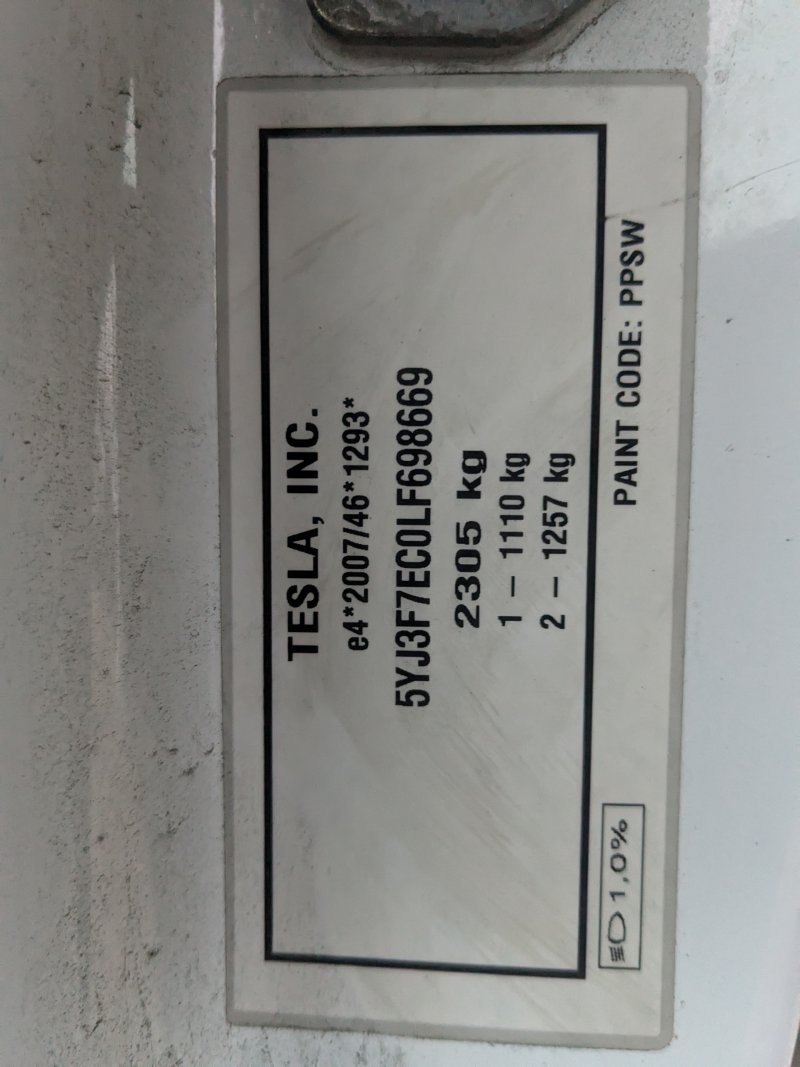 TESLA, INC.
e4*2007/46*1293*
5YJ3F7EC0LF698669
2305 kg
1 – 1110 kg
2 – 1257 kg
1,0%
PAINT CODE: PPSW